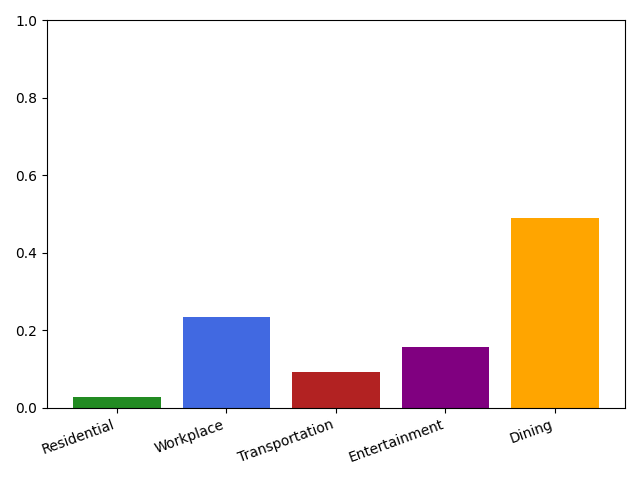 1.0
0.8
0.6
0.4
0.2
0.0
Residential
Workplace
Transportation
Entertainment
Dining